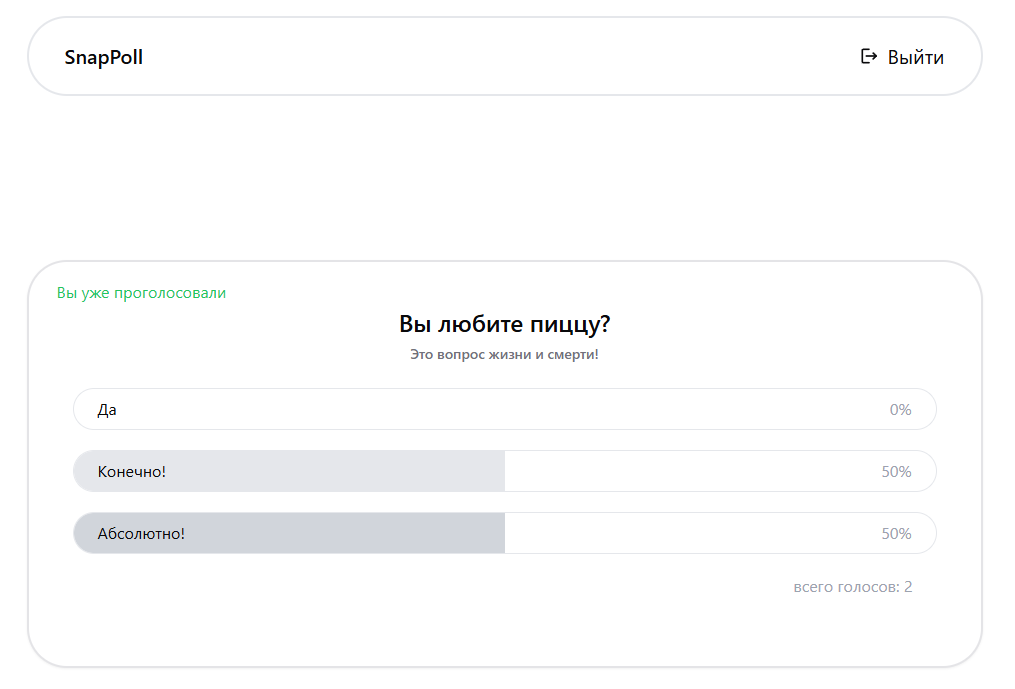 SnapPoll
Выйти
Вы уже проголосовали
Вы любите пиццу?
Это вопрос жизни и смерти!
Да 0%
Конечно! 50%
Абсолютно! 50%
всего голосов: 2